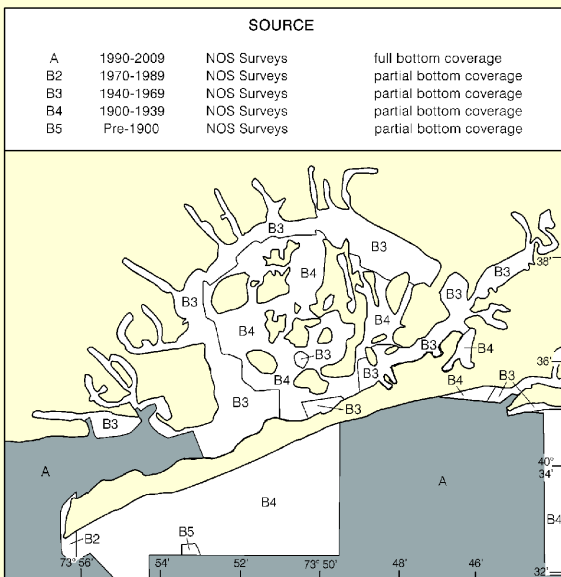 SOURCE
A 1990-2009 NOS Surveys full bottom coverage
B2 1970-1989 NOS Surveys partial bottom coverage
B3 1940-1969 NOS Surveys partial bottom coverage
B4 1900-1939 NOS Surveys partial bottom coverage
B5 Pre-1900 NOS Surveys partial bottom coverage
B3
B3
B4
38'
B3
B3
B3
B4
B4
B3
B3
B4
36'
B4
B3
B3
B4
B3
B3
B3
A
A
40°
34'
B4
B4
B5
B2
73° 56'
54'
52'
73° 50'
48'
46'
32'